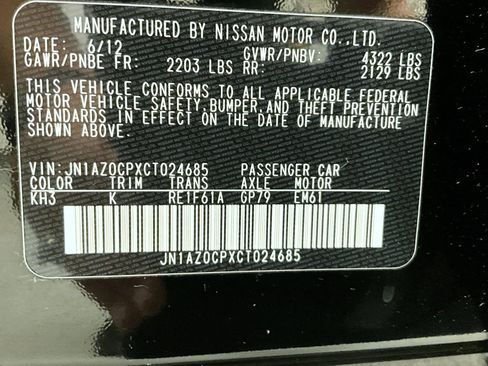 MANUFACTURED BY NISSAN MOTOR CO.,LTD.
DATE: 6/12 GVWR/PNBV: 4322 LBS
GAWR/PNBE FR: 2203 LBS RR: 2129 LBS
THIS VEHICLE CONFORMS TO ALL APPLICABLE FEDERAL
MOTOR VEHICLE SAFETY,BUMPER,AND THEFT PREVENTION
STANDARDS IN EFFECT ON THE DATE OF MANUFACTURE
SHOWN ABOVE.
VIN: JN1AZ0CPXCT024685 PASSENGER CAR
COLOR TRIM TRANS AXLE MOTOR
KH3 K RE1F61A GP79 EM61
JN1AZ0CPXCT024685